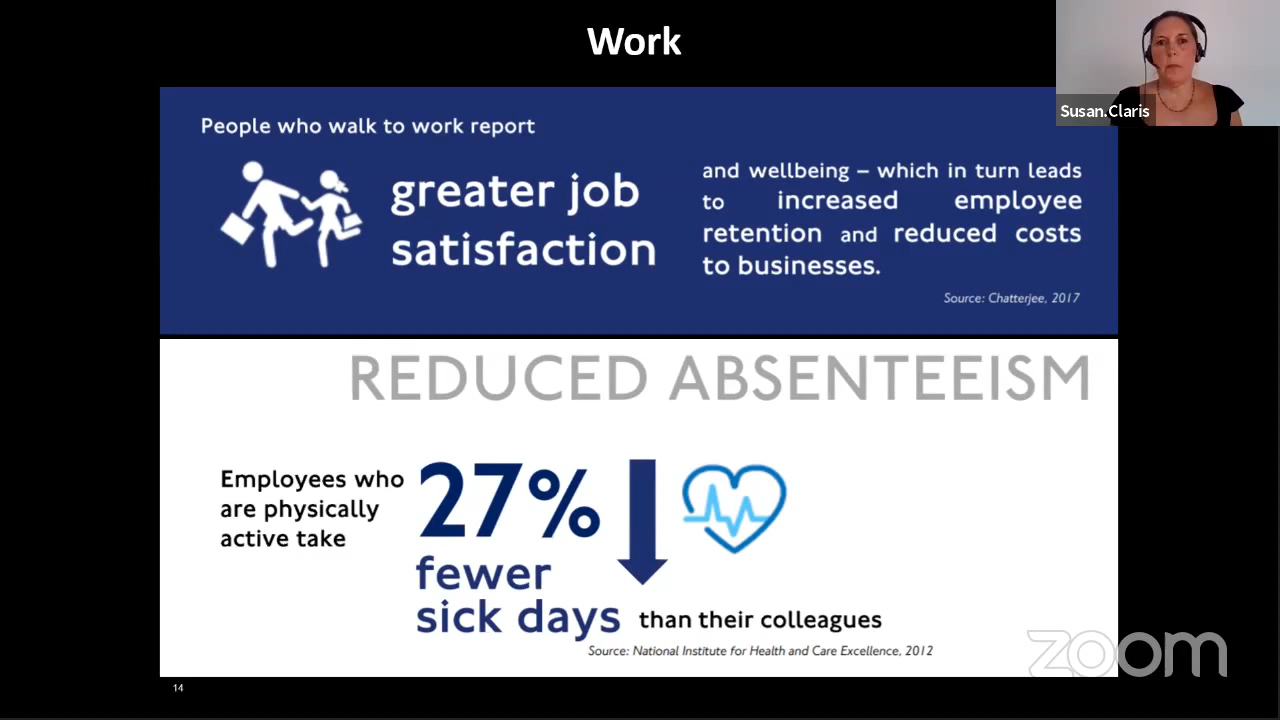 Work
Susan.Claris
People who walk to work report
greater job
satisfaction
and wellbeing – which in turn leads
to increased employee
retention and reduced costs
to businesses.
Source: Chatterjee, 2017
REDUCED ABSENTEEISM
Employees who
are physically
active take
27%
fewer
sick days
than their colleagues
Source: National Institute for Health and Care Excellence, 2012
zoom
14